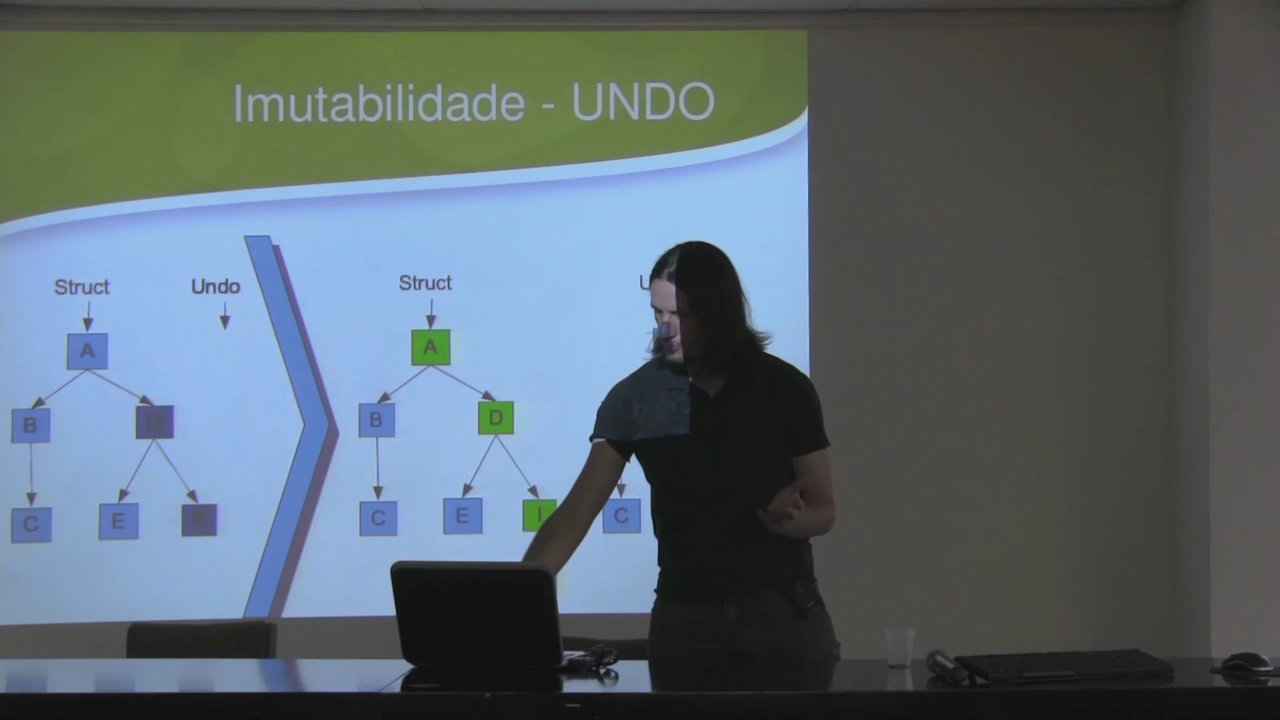 Imutabilidade - UNDO
Struct Undo Struct U
A A
B D B D
C E C E I C